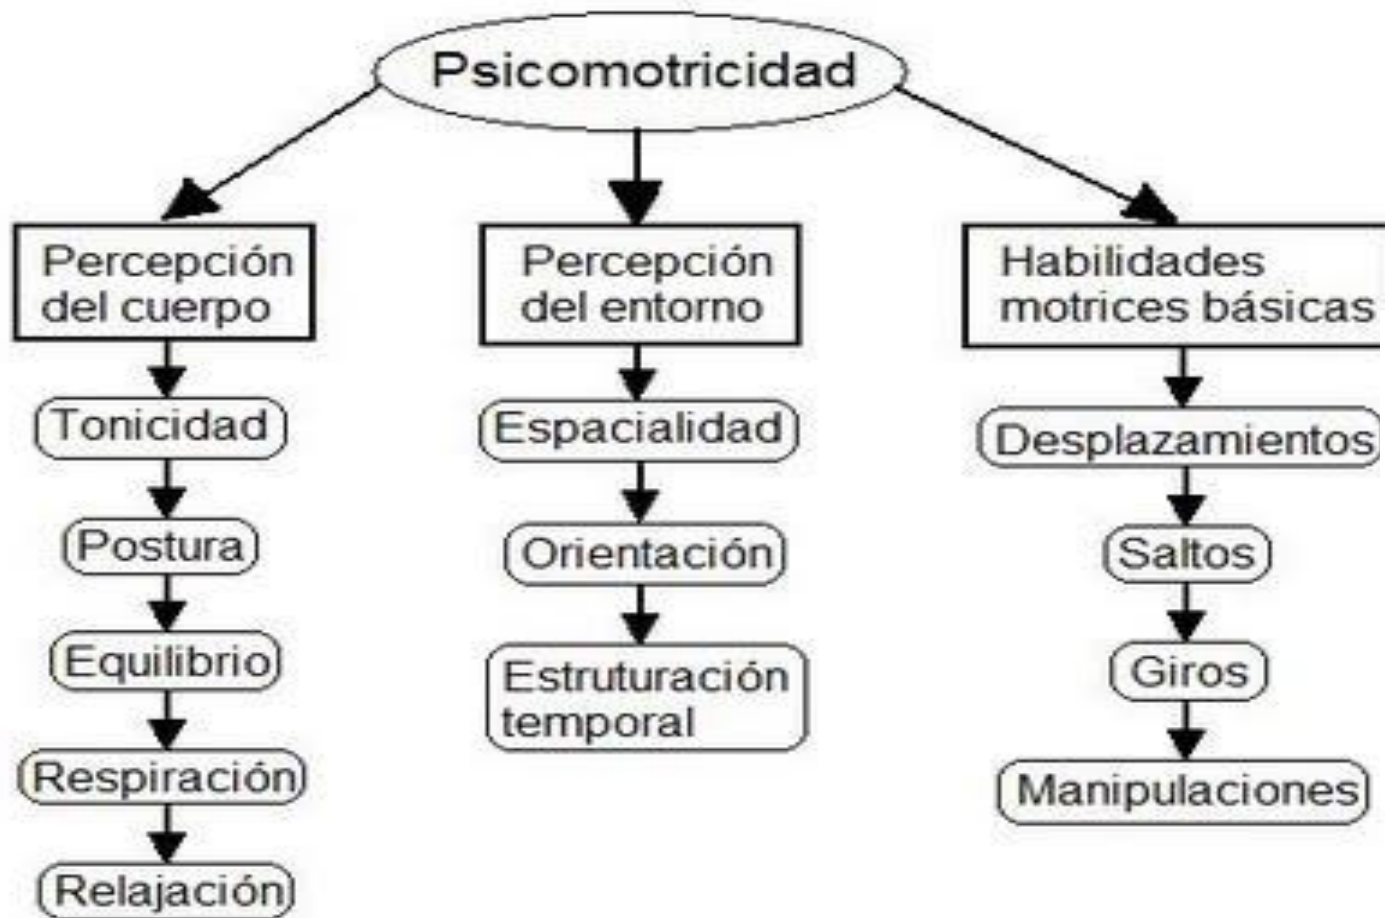 Psicomotricidad
Percepción
del cuerpo
Tonicidad
Postura
Equilibrio
Respiración
Relajación
Percepción
del entorno
Espacialidad
Orientación
Estruturación
temporal
Habilidades
motrices básicas
Desplazamientos
Saltos
Giros
Manipulaciones